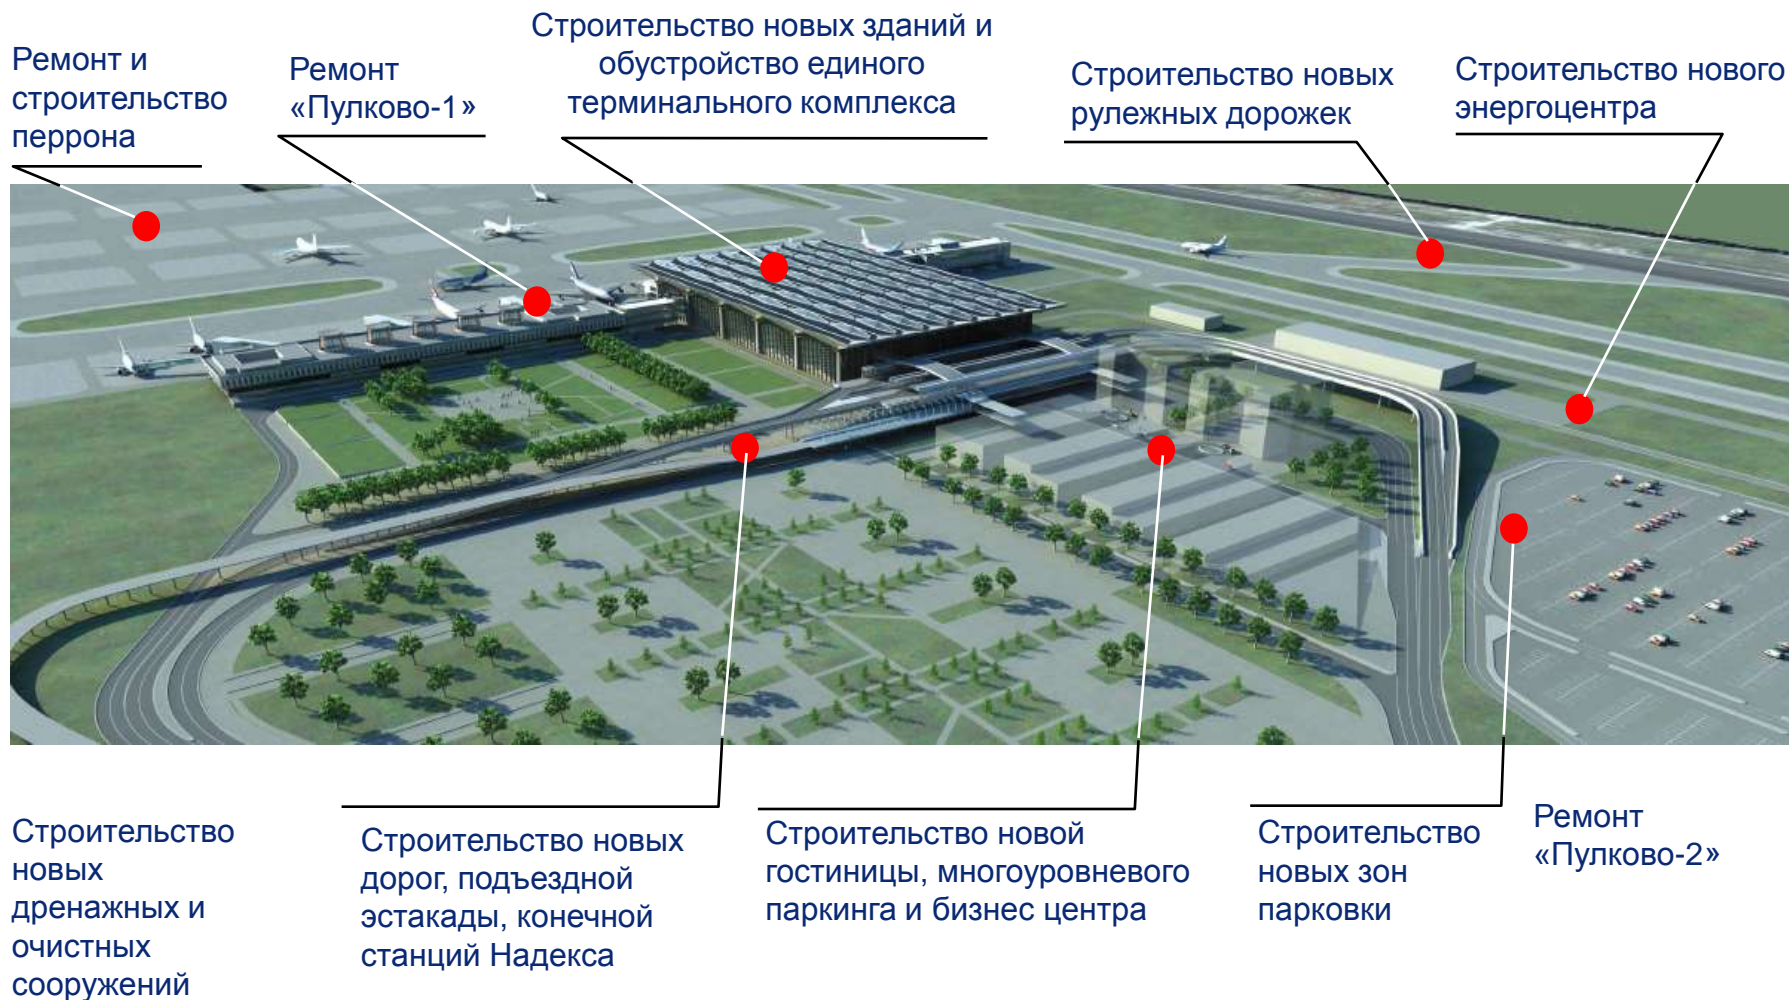 Ремонт и
строительство
перрона
Ремонт
«Пулково-1»
Строительство новых зданий и
обустройство единого
терминального комплекса
Строительство новых
рулежных дорожек
Строительство нового
энергоцентра
Строительство
новых
дренажных и
очистных
сооружений
Строительство новых
дорог, подъездной
эстакады, конечной
станций Надекса
Строительство новой
гостиницы, многоуровневого
паркинга и бизнес центра
Строительство
новых зон
парковки
Ремонт
«Пулково-2»